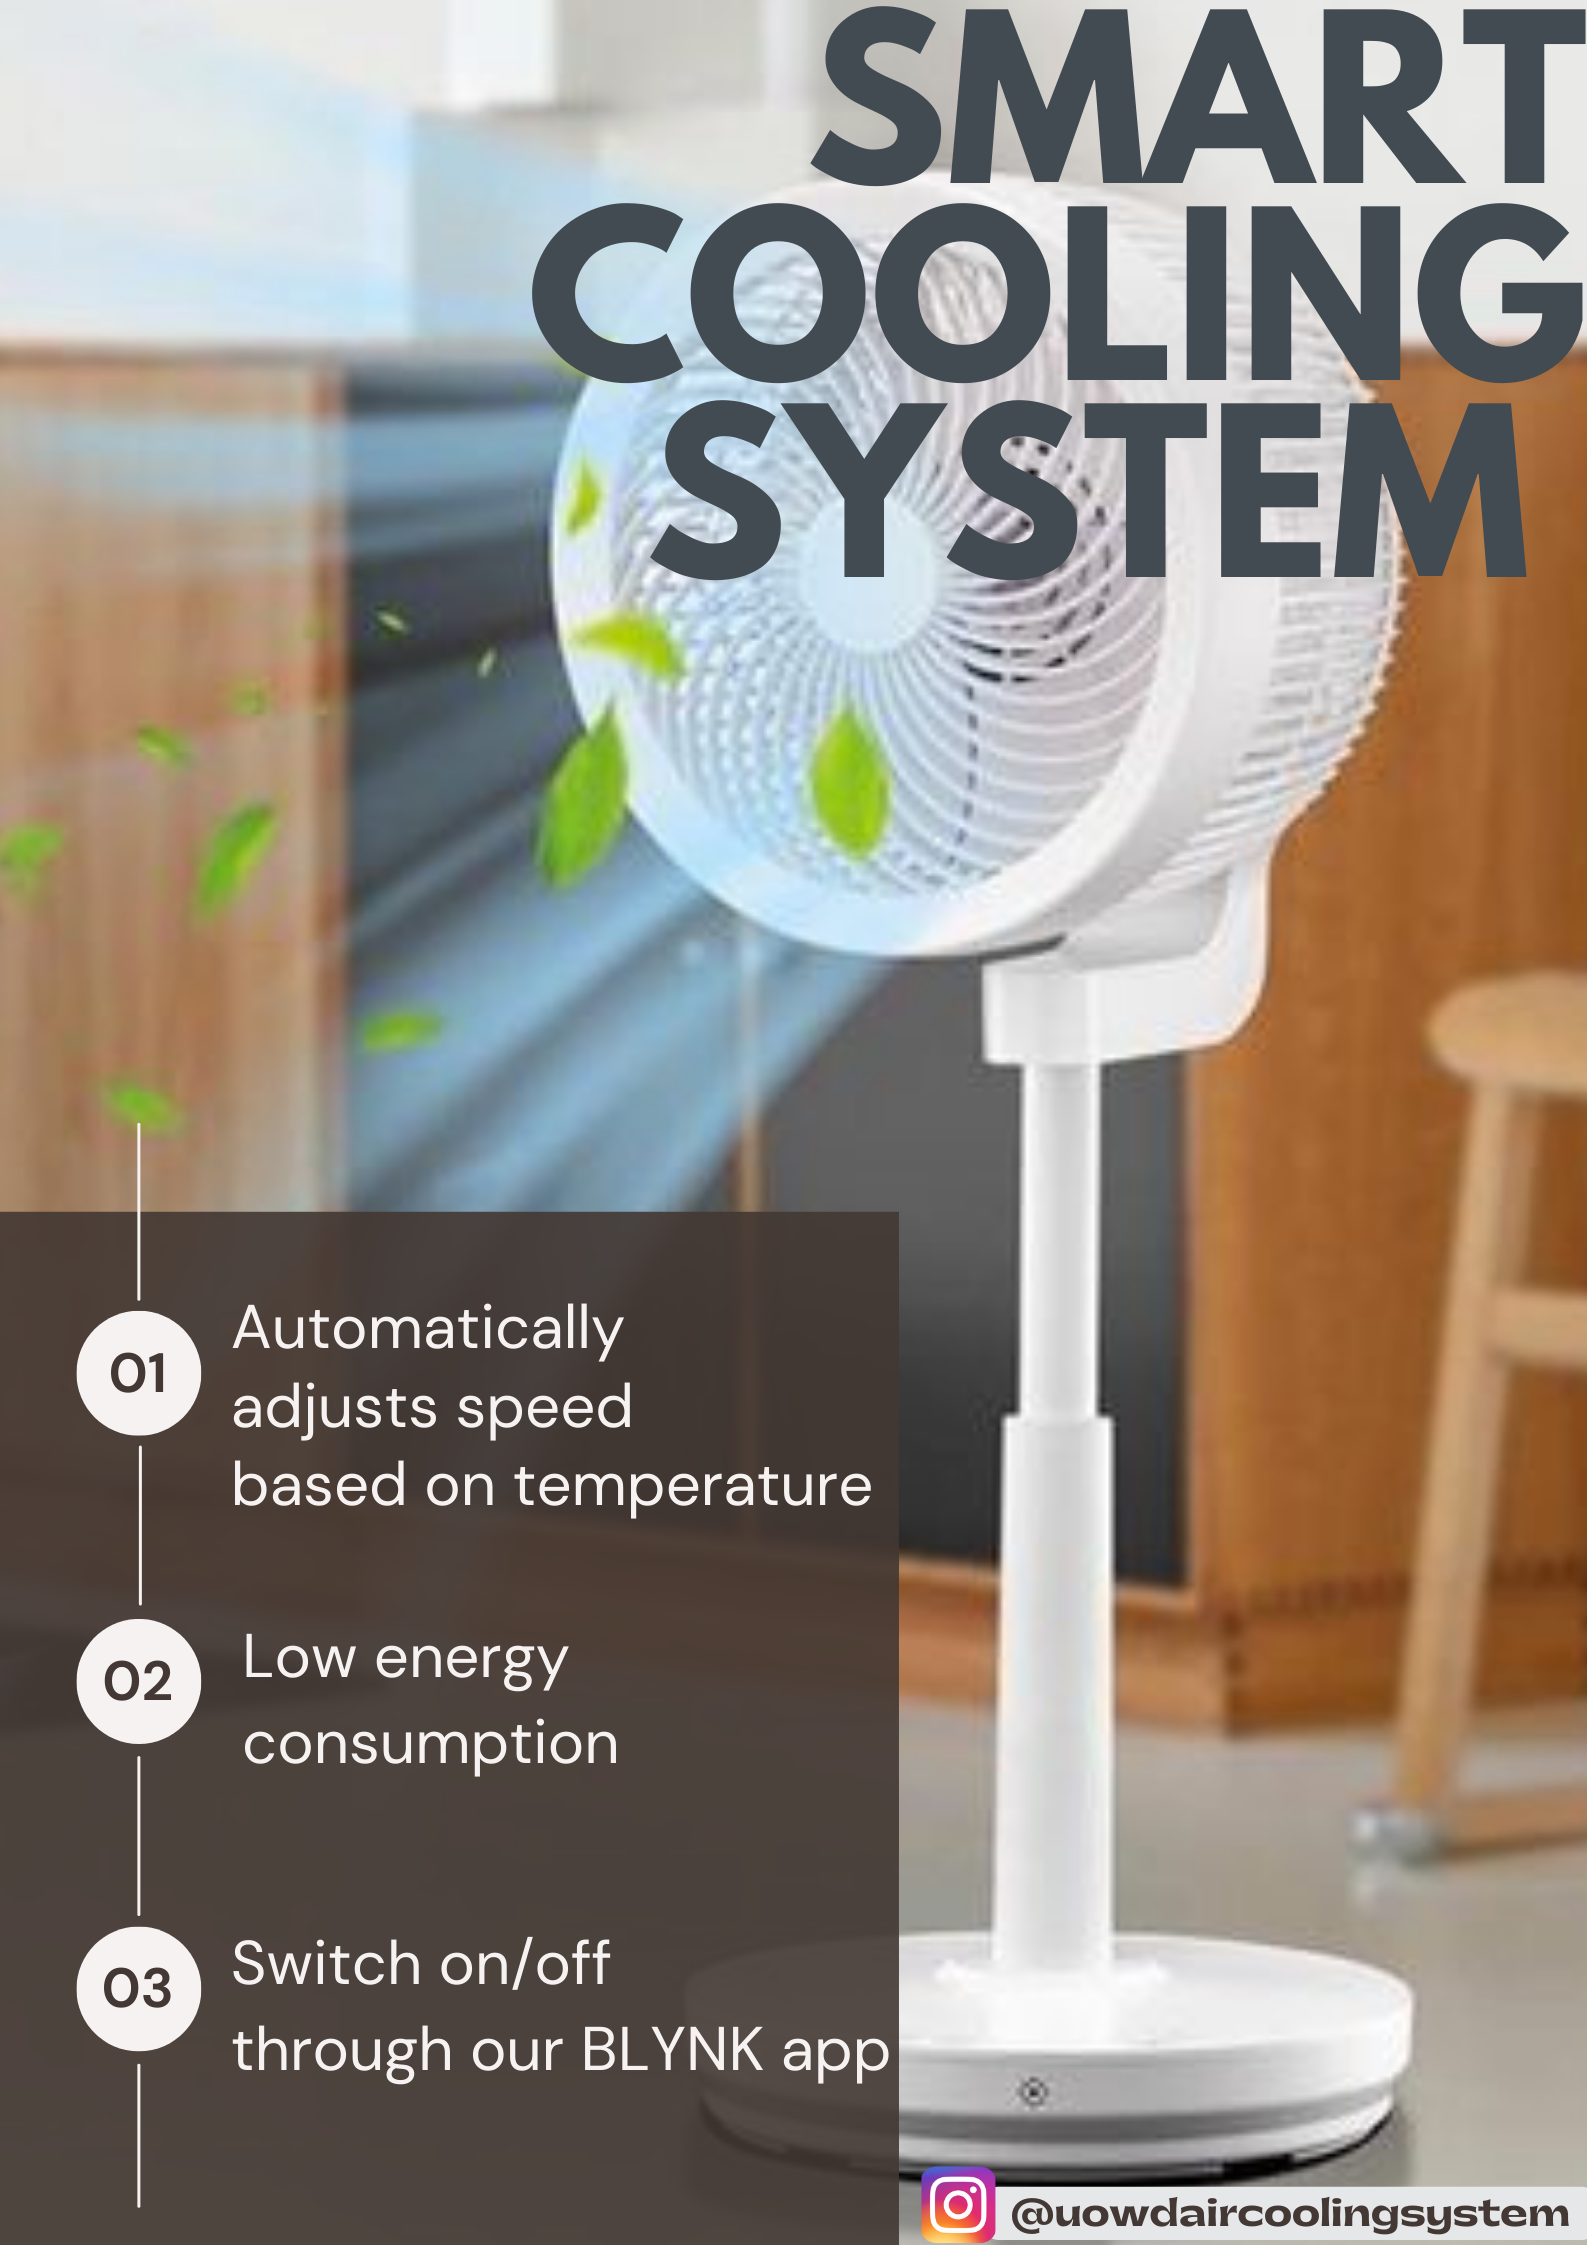 SMART
COOLING
SYSTEM
01
Automatically
adjusts speed
based on temperature
02
Low energy
consumption
03
Switch on/off
through our BLYNK app
@uowdaircoolingsystem